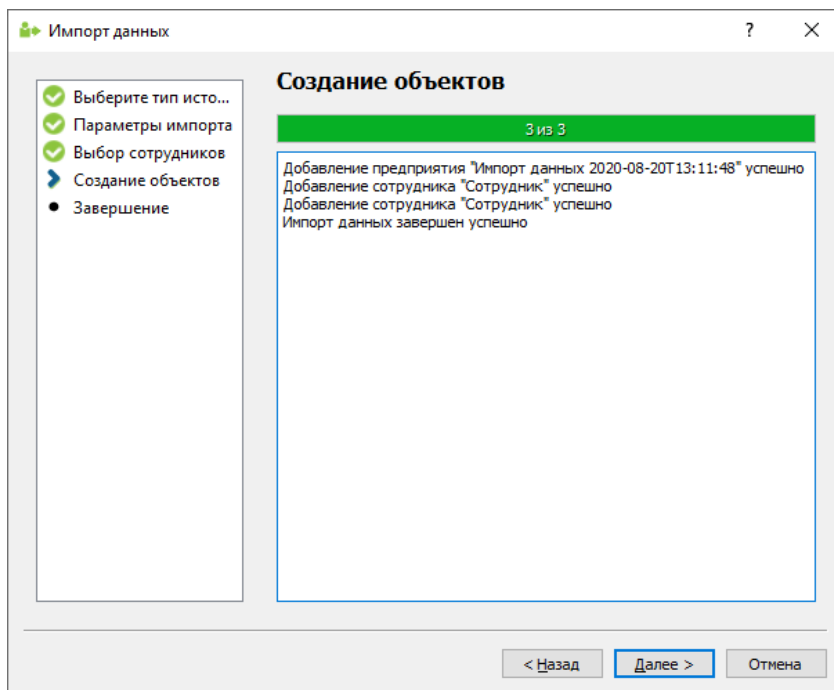 Импорт данных
?
Выберите тип исто...
Параметры импорта
Выбор сотрудников
Создание объектов
Завершение
Создание объектов
3 из 3
Добавление предприятия "Импорт данных 2020-08-20T13:11:48" успешно
Добавление сотрудника "Сотрудник" успешно
Добавление сотрудника "Сотрудник" успешно
Импорт данных завершен успешно
< Назад
Далее >
Отмена